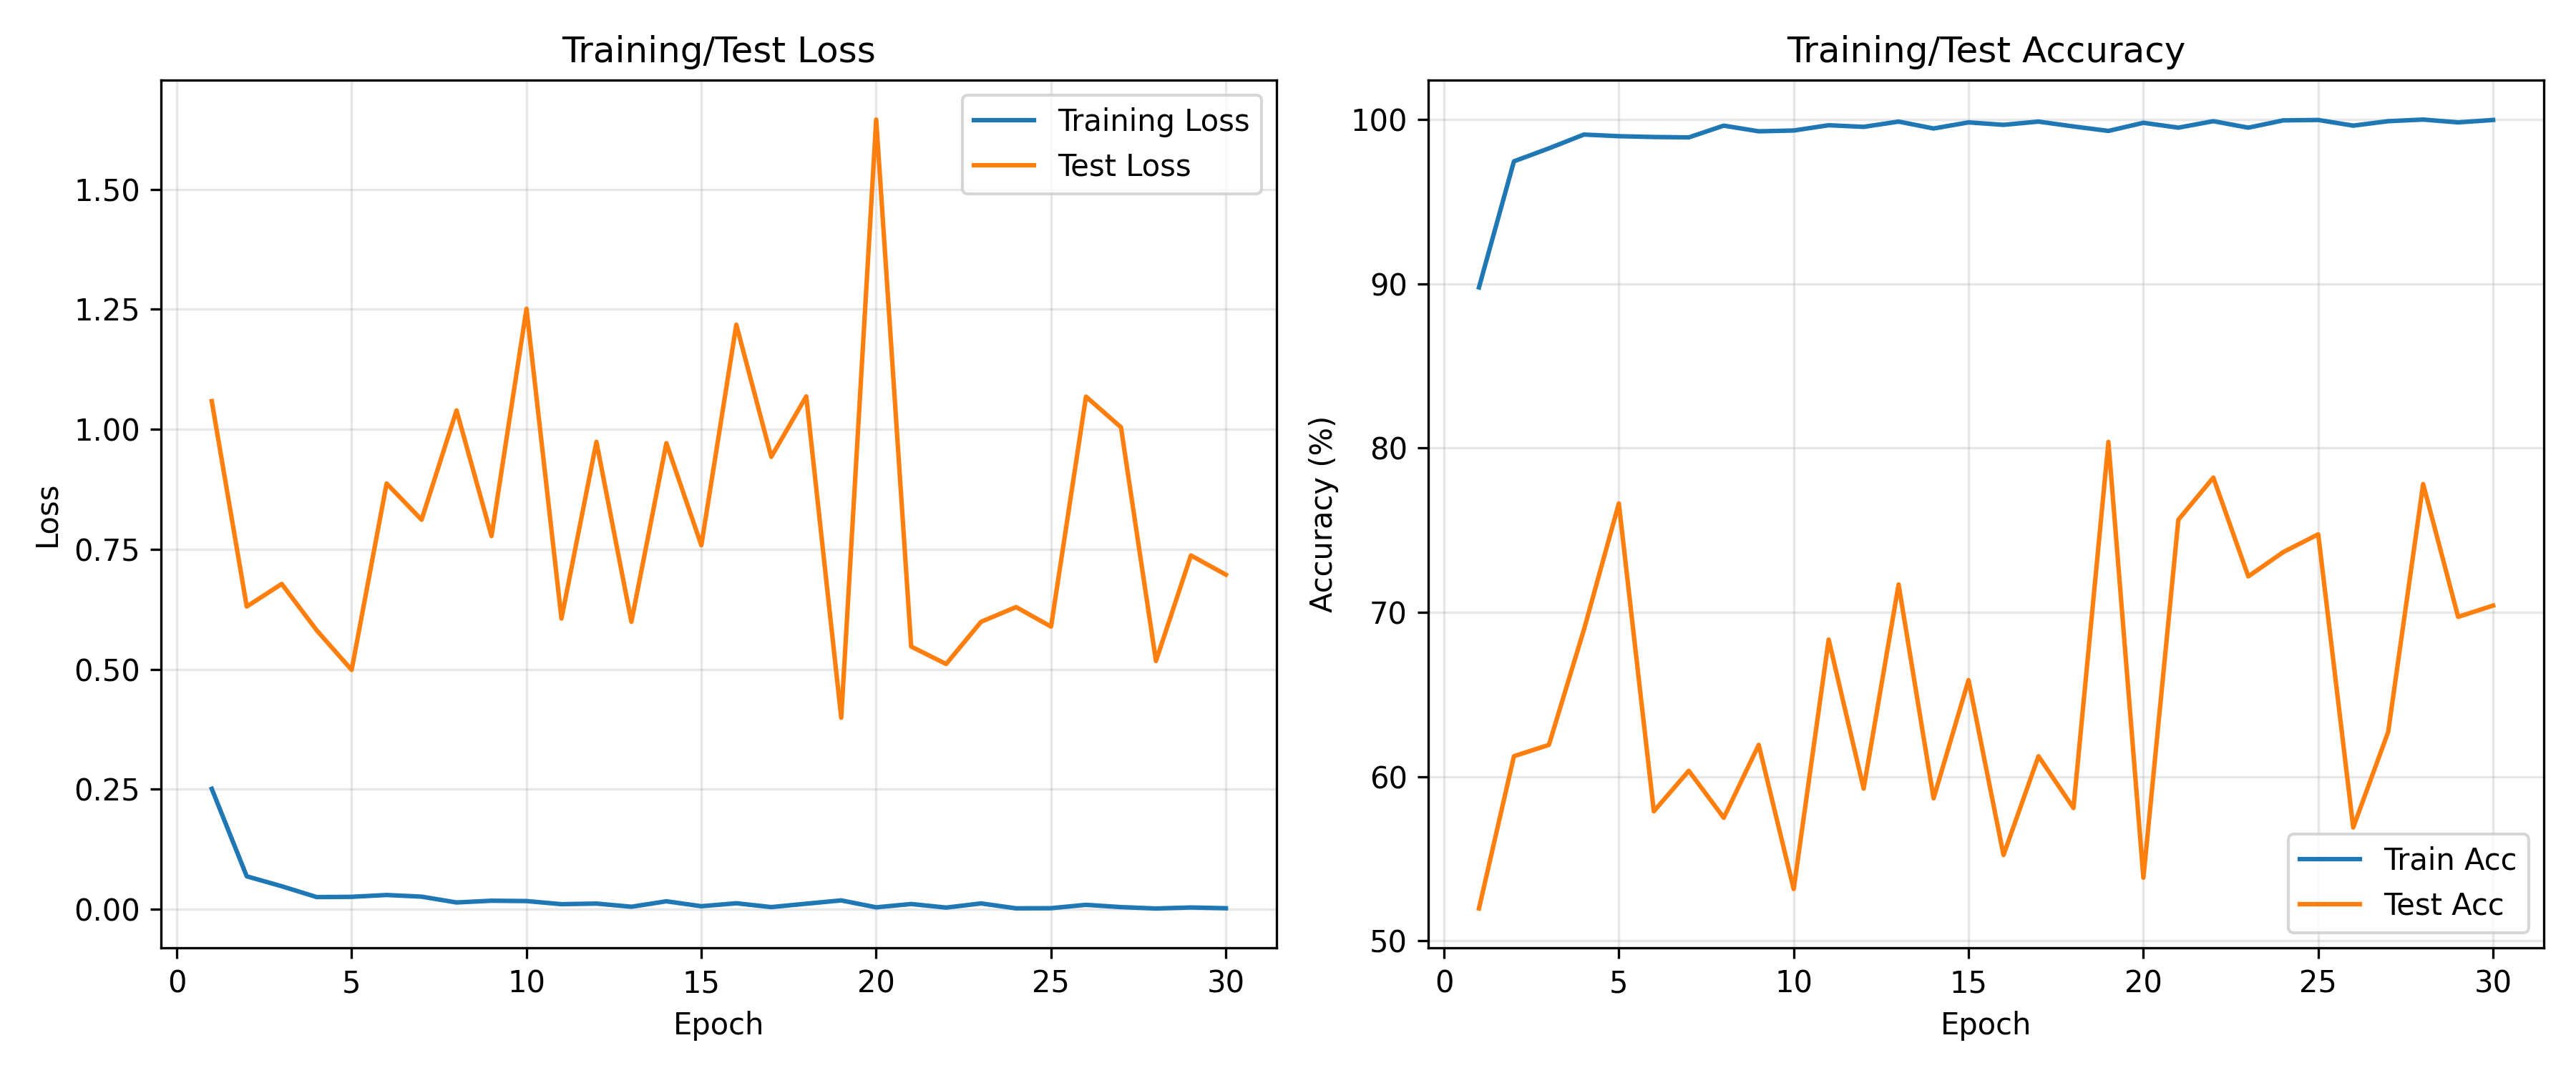 Training/Test Loss
Training Loss
Test Loss
1.50
1.25
1.00
0.75
0.50
0.25
0.00
Loss
0 5 10 15 20 25 30
Epoch
Training/Test Accuracy
100
90
80
70
60
50
Accuracy (%)
Train Acc
Test Acc
0 5 10 15 20 25 30
Epoch